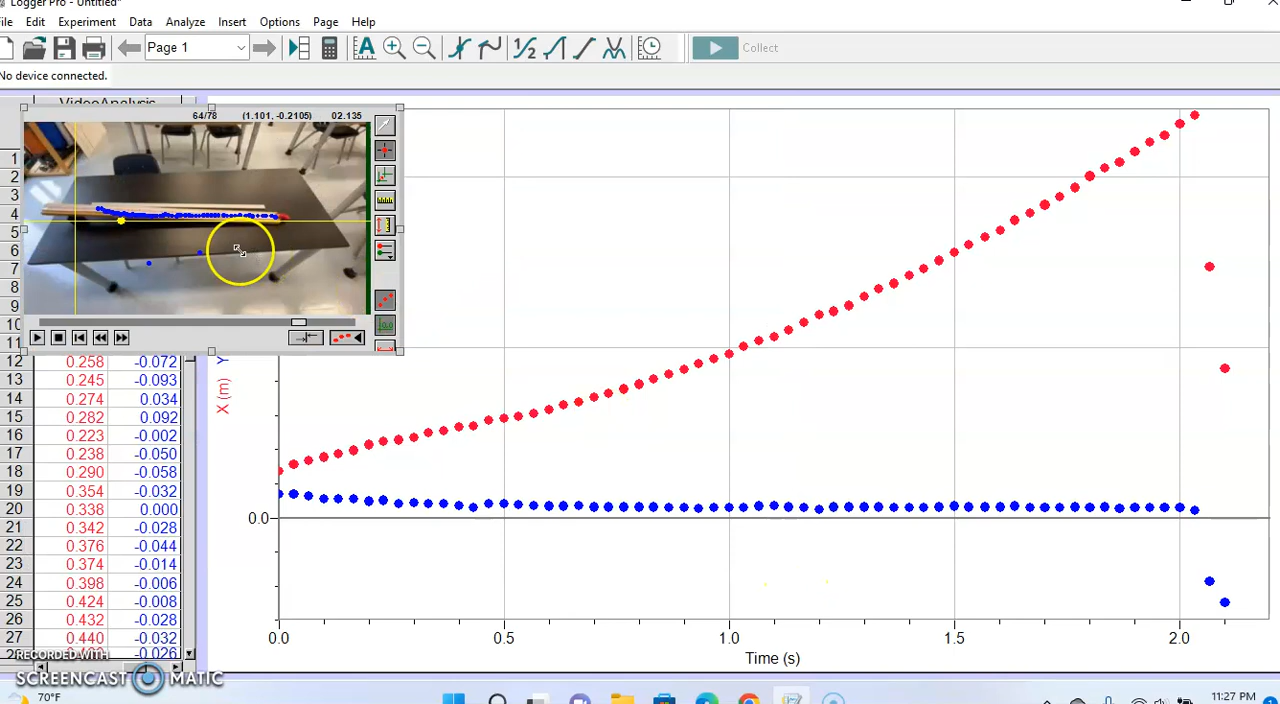 Logger Pro - Untitled*
File Edit Experiment Data Analyze Insert Options Page Help
Page 1
Collect
No device connected.
VideoAnalysis
64/78 (1.101, -0.2105) 02.135
1
2
3
4
5
6
7
8
9
10
11
12 0.258 -0.072
13 0.245 -0.093
14 0.274 0.034
15 0.282 0.092
16 0.223 -0.002
17 0.238 -0.050
18 0.290 -0.058
19 0.354 -0.032
20 0.338 0.000
21 0.342 -0.028
22 0.376 -0.044
23 0.374 -0.014
24 0.398 -0.006
25 0.424 -0.008
26 0.432 -0.028
27 0.440 -0.032
-0.026
X (m) Y
0.0
0.0 0.5 1.0 1.5 2.0
Time (s)
RECORDED WITH
SCREENCAST MATIC
70°F
11:27 PM